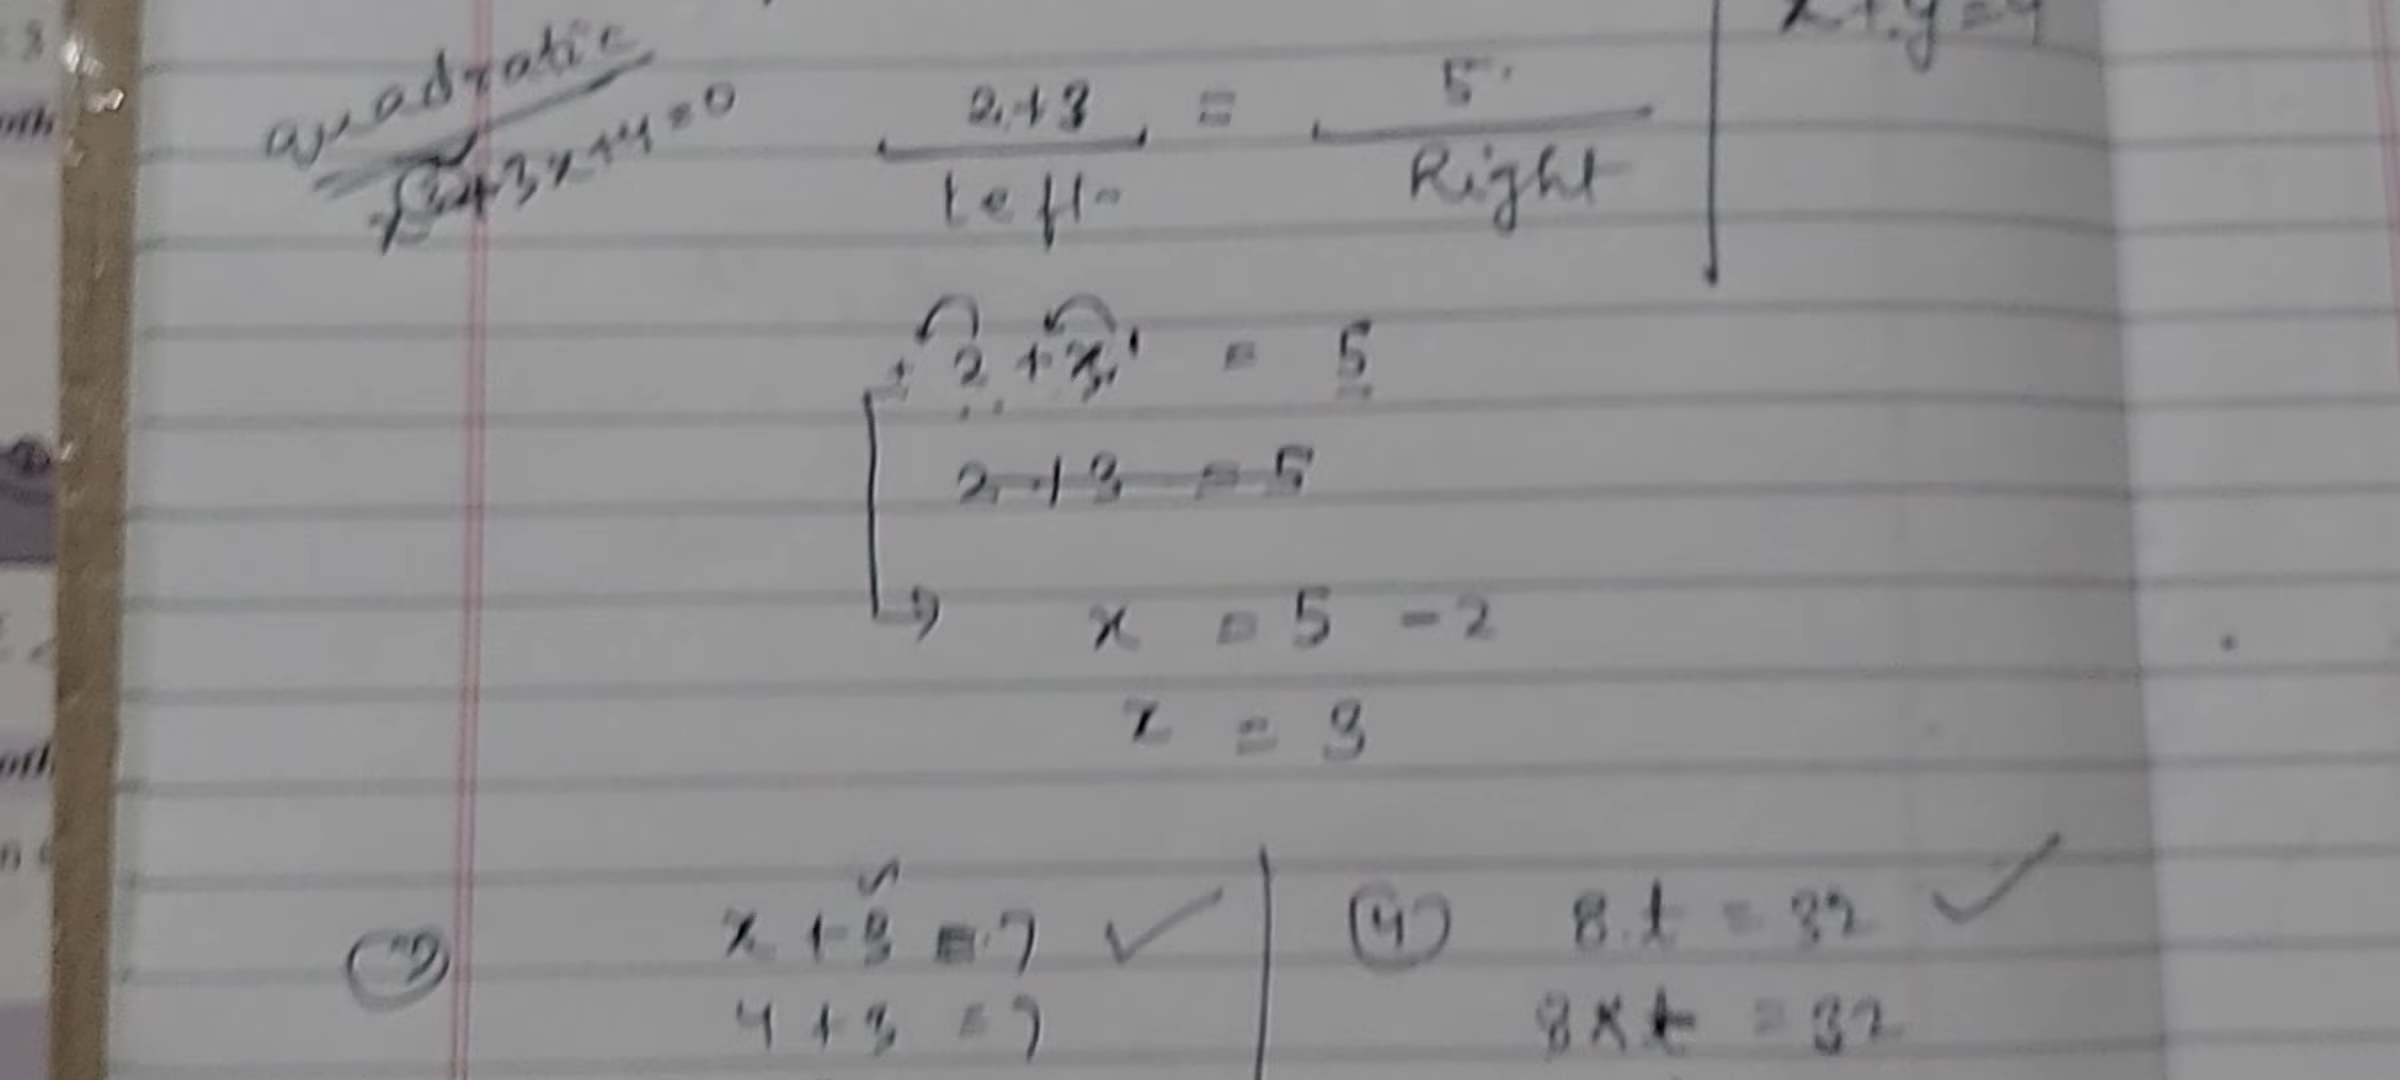 x + y = 4
quadratic
+3x+4=0
2+3 = 5
Left Right
+ 2 + x = 5
2+3 = 5
x = 5 - 2
x = 3
x + 3 = 7 ✓
4 + 3 = 7
(4) 8.t = 32 ✓
8 x t = 32